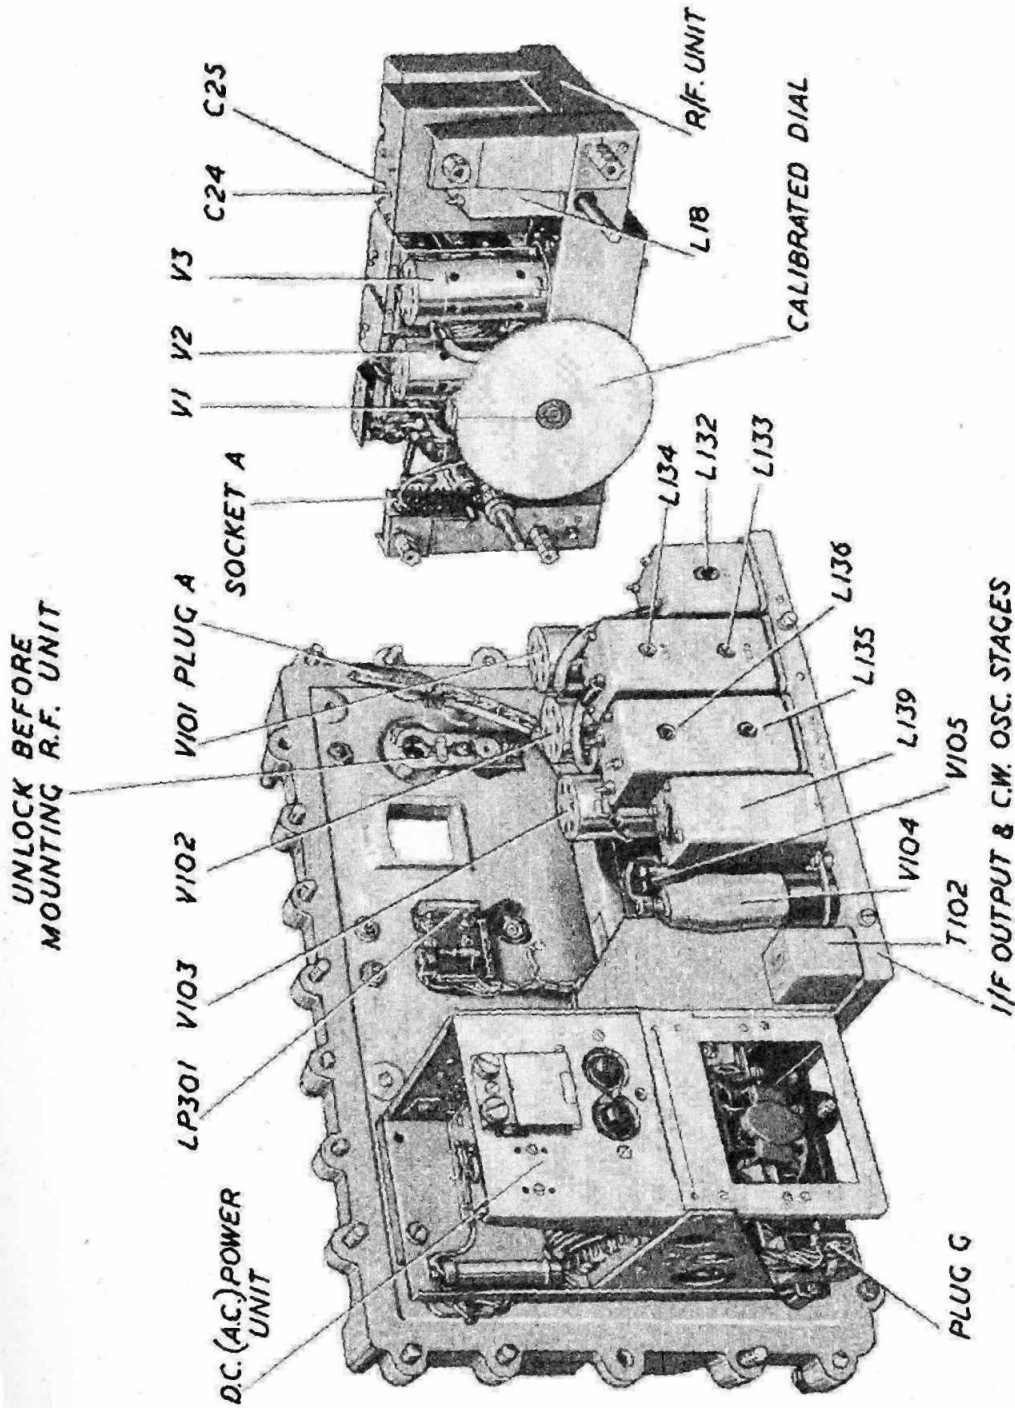 UNLOCK BEFORE
MOUNTING R.F. UNIT
D.C.(A.C.) POWER
UNIT
LP301
V103
V102
V101
PLUG A
SOCKET A
V1
V2
V3
C24
C25
PLUG G
I/F OUTPUT & C.W. OSC. STAGES
T102
V104
V105
L139
L135
L136
L133
L132
L134
CALIBRATED DIAL
L18
R/F. UNIT